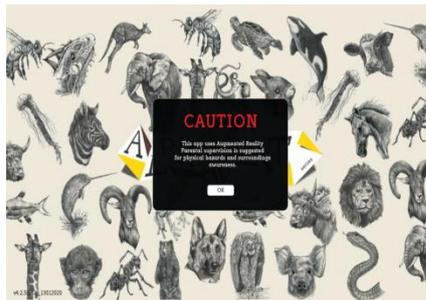 CAUTION
This app uses Augmented Reality
Parental supervision is suggested
for physical hazards and surroundings
awareness.
OK
A